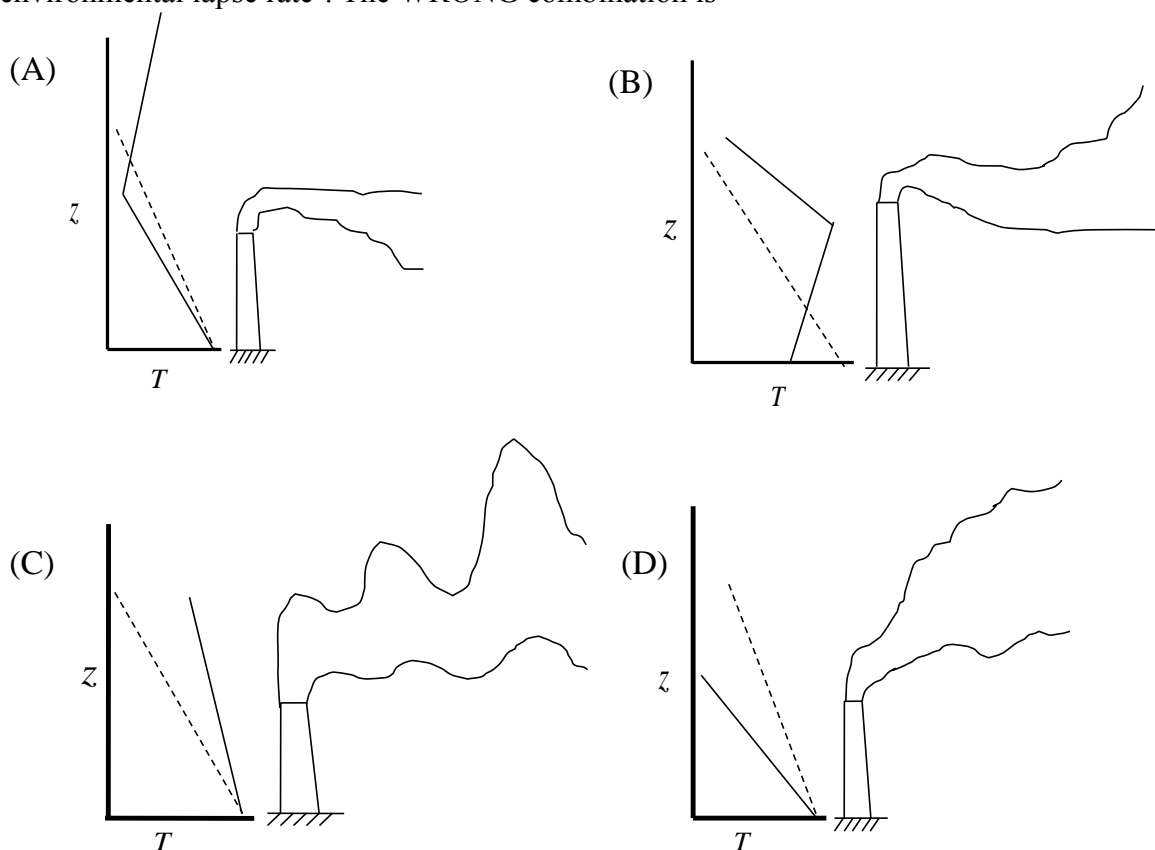 environmental lapse rate . The WRONG combination is
(A)
(B)
z
T
z
T
(C)
(D)
z
T
z
T